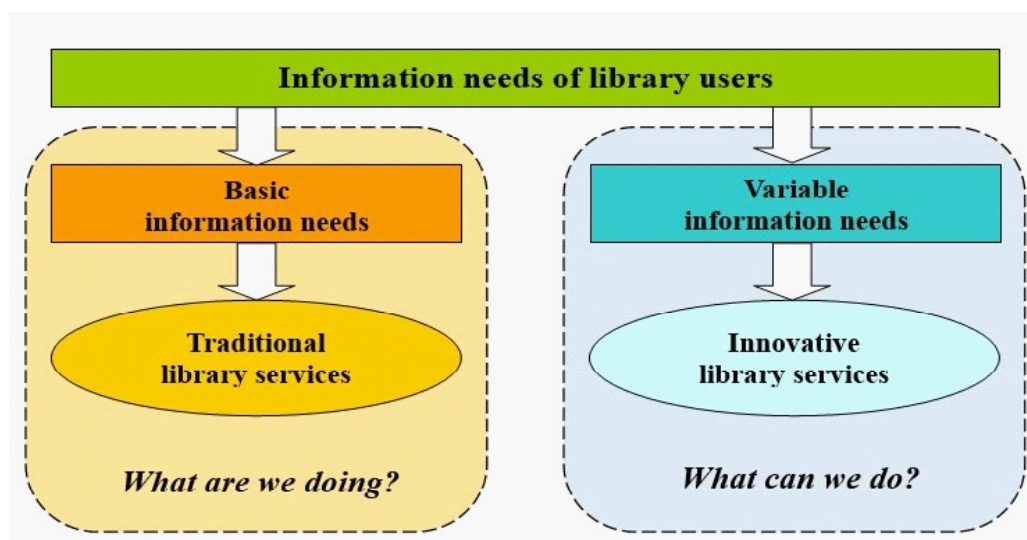 Information needs of library users
Basic
information needs
Traditional
library services
What are we doing?
Variable
information needs
Innovative
library services
What can we do?